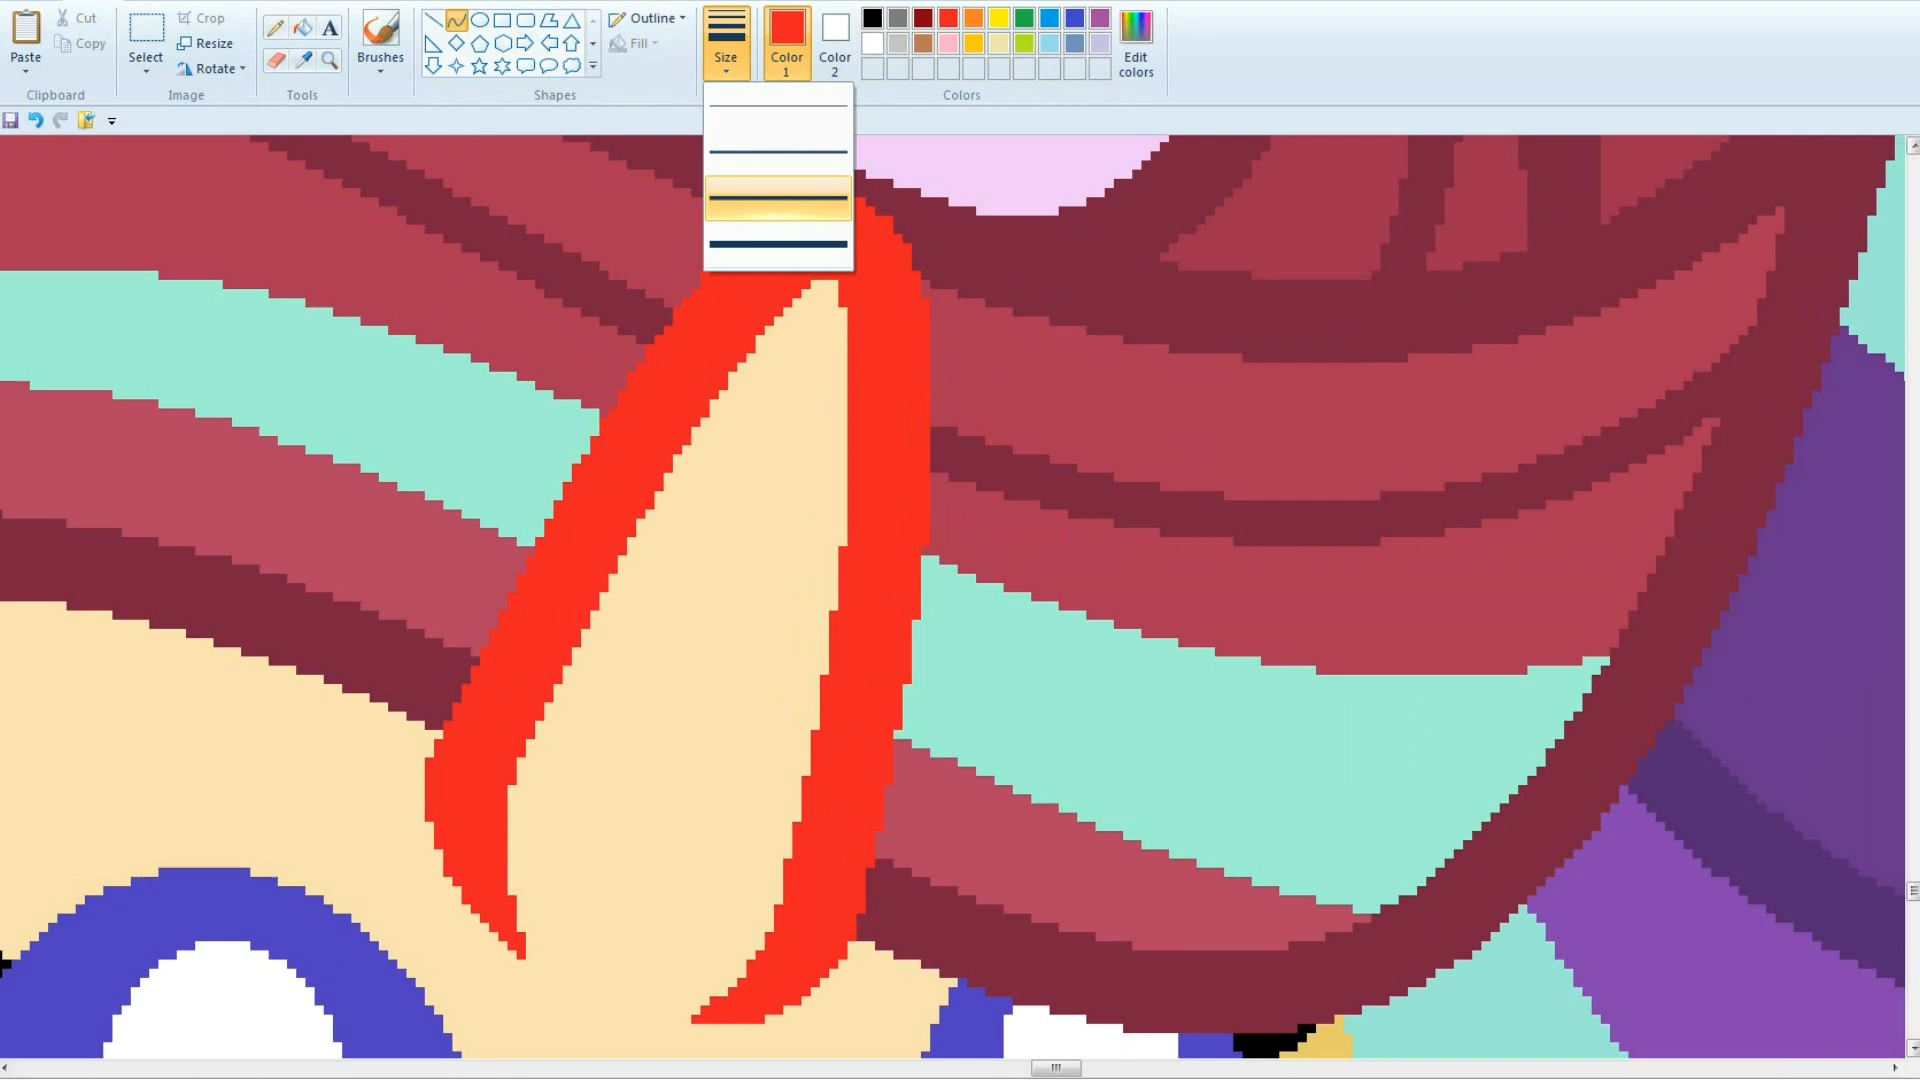 Paste
Cut
Copy
Clipboard
Select
Crop
Resize
Rotate
Image
A
Tools
Brushes
Shapes
Outline
Fill
Size
Color
1
Color
2
Edit
colors
Colors